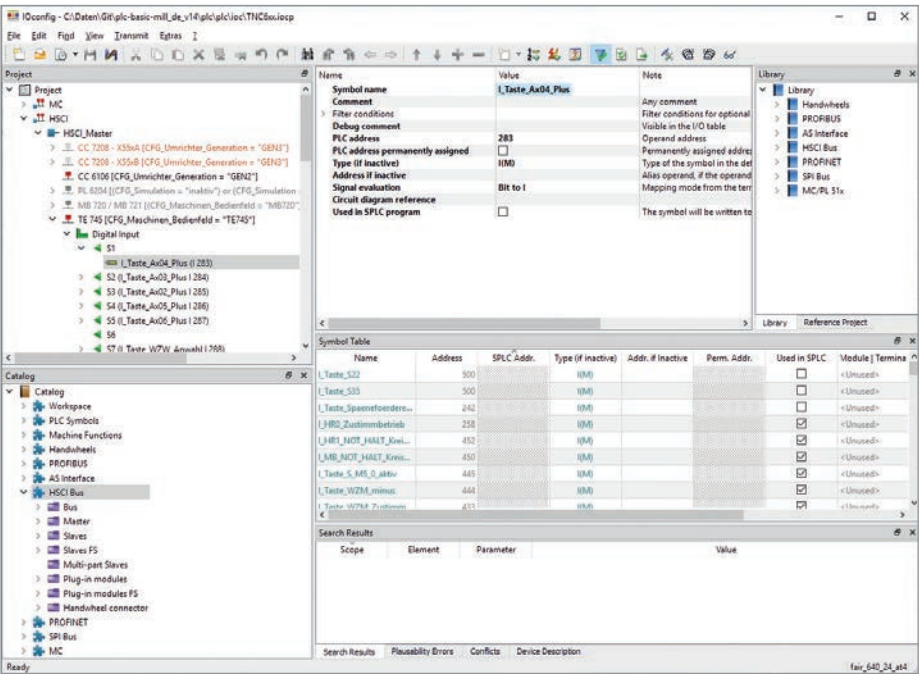 IOconfig - C:\Daten\Git\plc-basic-mill_de_v14\plc\plc\ioc\TNC6xx.iocp
File Edit Find View Transmit Extras ?
Project
Project
MC
HSCI
HSCI_Master
CC 7208 - X55xA [CFG_Umrichter_Generation = "GEN3"]
CC 7208 - X55xB [CFG_Umrichter_Generation = "GEN3"]
CC 6106 [CFG_Umrichter_Generation = "GEN2"]
PL 6204 [(CFG_Simulation = "inaktiv") or (CFG_Simulation
MB 720 / MB 721 [(CFG_Maschinen_Bedienfeld = "MB720"
TE 745 [CFG_Maschinen_Bedienfeld = "TE745"]
Digital Input
S1
I_Taste_Ax04_Plus (I 283)
S2 (I_Taste_Ax03_Plus I 284)
S3 (I_Taste_Ax02_Plus I 285)
S4 (I_Taste_Ax05_Plus I 286)
S5 (I_Taste_Ax06_Plus I 287)
S6
S7 (I_Taste_WZW_Anwahl I 288)
Name Value Note
Symbol name I_Taste_Ax04_Plus
Comment Any comment
Filter conditions Filter conditions for optional
Debug comment Visible in the I/O table
PLC address 283 Operand address
PLC address permanently assigned Permanently assigned addre
Type (if inactive) I(M) Type of the symbol in the def
Address if inactive Alias operand, if the operand
Signal evaluation Bit to I Mapping mode from the terr
Circuit diagram reference
Used in SPLC program The symbol will be written to
Library
Library
Handwheels
PROFIBUS
AS Interface
HSCI Bus
PROFINET
SPI Bus
MC/PL 51x
Library Reference Project
Catalog
Catalog
Workspace
PLC Symbols
Machine Functions
Handwheels
PROFIBUS
AS Interface
HSCI Bus
Bus
Master
Slaves
Slaves FS
Multi-part Slaves
Plug-in modules
Plug-in modules FS
Handwheel connector
PROFINET
SPI Bus
MC
Symbol Table
Name Address SPLC Addr. Type (if inactive) Addr. if Inactive Perm. Addr. Used in SPLC Module | Termina
I_Taste_S22 500 I(M) <Unused>
I_Taste_S35 500 I(M) <Unused>
I_Taste_Spaenefoerdere... 242 I(M) <Unused>
I_HR0_Zustimmbetrieb 258 I(M) <Unused>
I_HR1_NOT_HALT_Krei... 452 I(M) <Unused>
I_MB_NOT_HALT_Kreis... 450 I(M) <Unused>
I_Taste_S_MS_0_aktiv 445 I(M) <Unused>
I_Taste_WZM_minus 444 I(M) <Unused>
I_Taste_WZM_Zustimm 433 I(M) <Unused>
Search Results
Scope Element Parameter Value
Search Results Plausability Errors Conflicts Device Description
Ready fair_640_24_at4